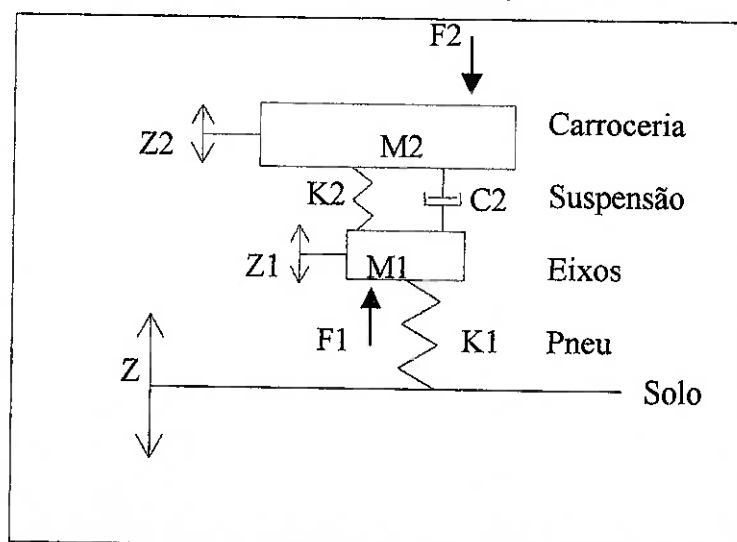 F2
Z2
M2
Carroceria
K2
C2
Suspensão
Z1
M1
Eixos
F1
K1
Pneu
Z
Solo